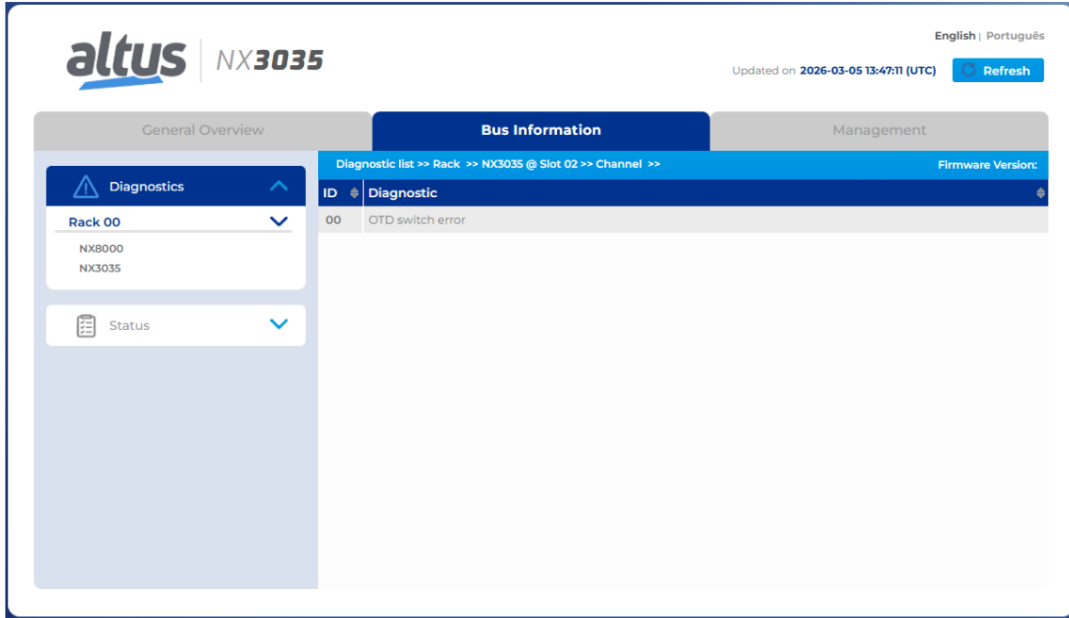 altus
NX3035
English | Português
Updated on 2026-03-05 13:47:11 (UTC)
Refresh
General Overview
Bus Information
Management
Diagnostics
Rack 00
NX8000
NX3035
Status
Diagnostic list >> Rack >> NX3035 @ Slot 02 >> Channel >>
Firmware Version:
ID Diagnostic
00 OTD switch error